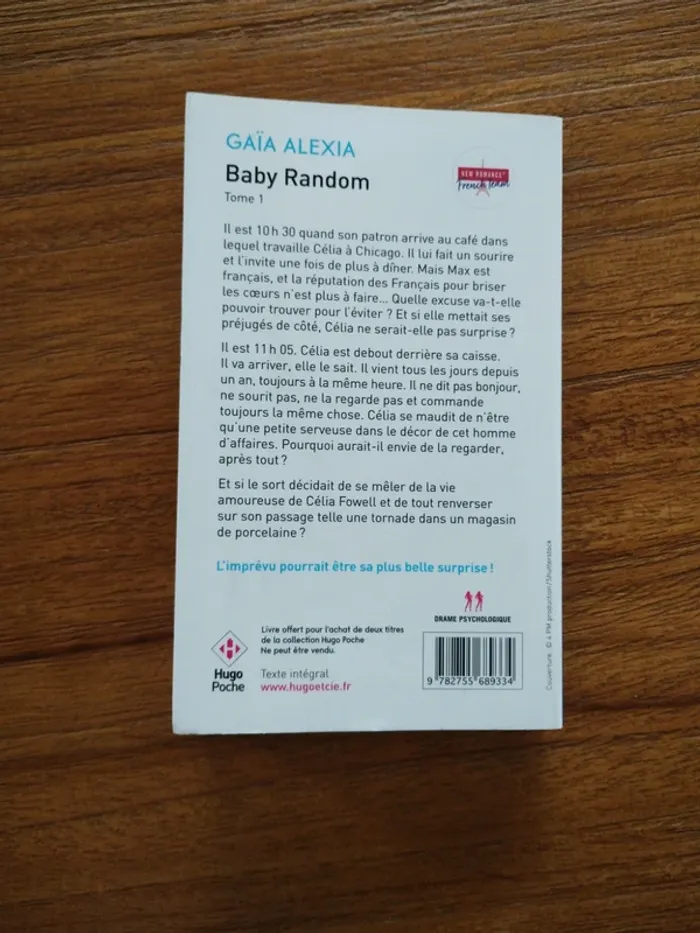 GAÏA ALEXIA
Baby Random
Tome 1
NEW ROMANCE
French team
Il est 10 h 30 quand son patron arrive au café dans
lequel travaille Célia à Chicago. Il lui fait un sourire
et l'invite une fois de plus à dîner. Mais Max est
français, et la réputation des Français pour briser
les cœurs n'est plus à faire... Quelle excuse va-t-elle
pouvoir trouver pour l'éviter ? Et si elle mettait ses
préjugés de côté, Célia ne serait-elle pas surprise ?
Il est 11 h 05. Célia est debout derrière sa caisse.
Il va arriver, elle le sait. Il vient tous les jours depuis
un an, toujours à la même heure. Il ne dit pas bonjour,
ne sourit pas, ne la regarde pas et commande
toujours la même chose. Célia se maudit de n'être
qu'une petite serveuse dans le décor de cet homme
d'affaires. Pourquoi aurait-il envie de la regarder,
après tout ?
Et si le sort décidait de se mêler de la vie
amoureuse de Célia Fowell et de tout renverser
sur son passage telle une tornade dans un magasin
de porcelaine ?
L'imprévu pourrait être sa plus belle surprise !
DRAME PSYCHOLOGIQUE
Livre offert pour l'achat de deux titres
de la collection Hugo Poche
Ne peut être vendu.
Hugo
Poche
Texte intégral
www.hugoetcie.fr
9 782755 689334
Couverture : © 4 PM production/Shutterstock